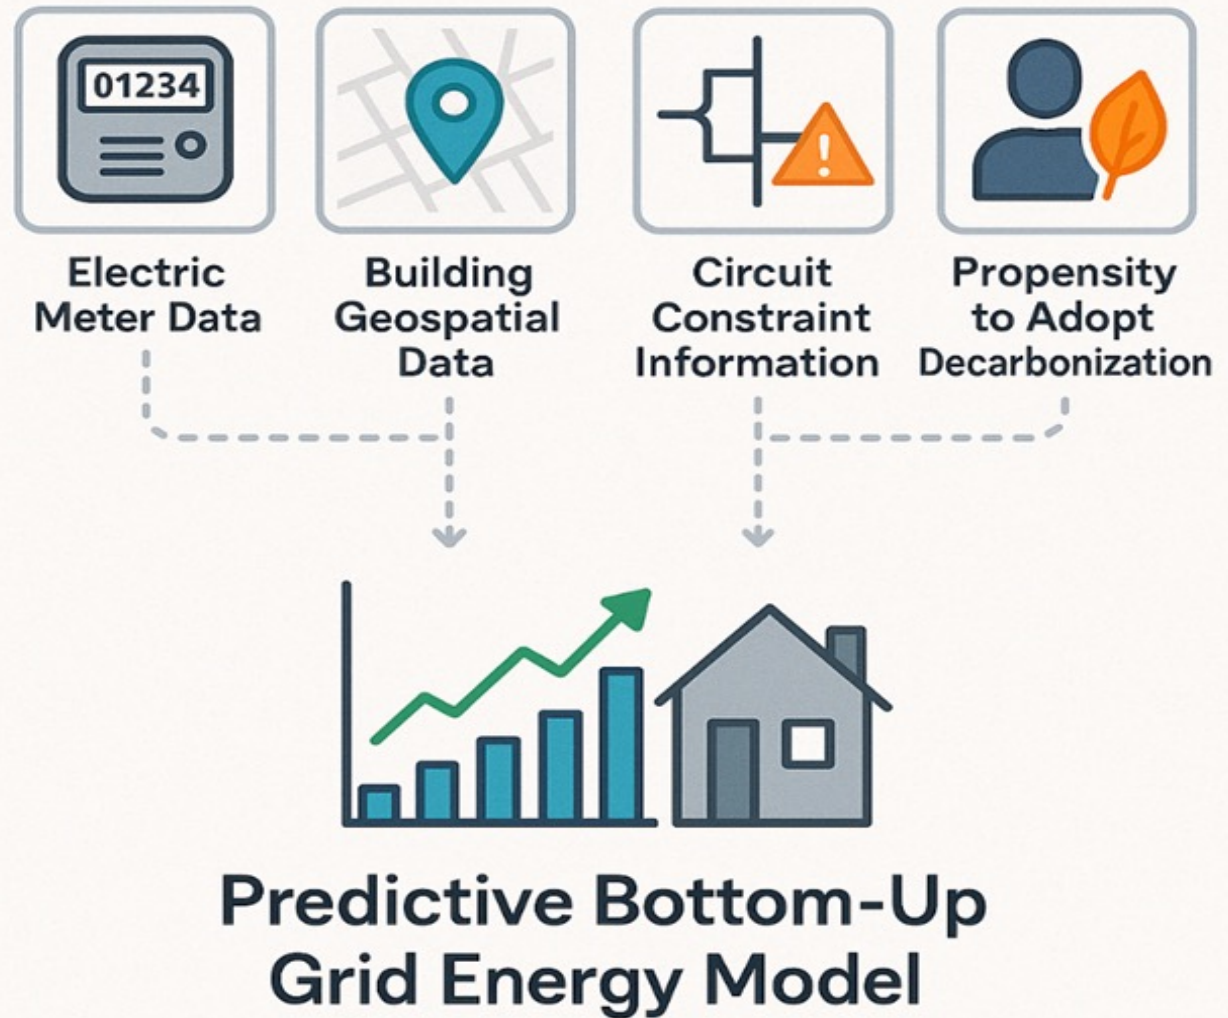 01234
Electric
Meter Data
Building
Geospatial
Data
Circuit
Constraint
Information
Propensity
to Adopt
Decarbonization
Predictive Bottom-Up
Grid Energy Model